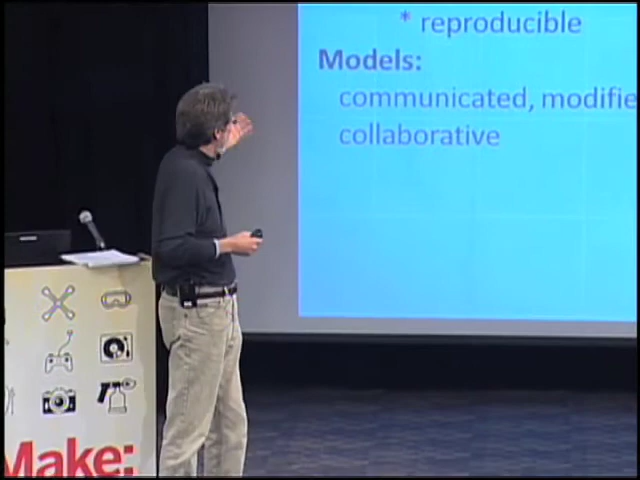 * reproducible
Models:
communicated, modifie
collaborative
Make: